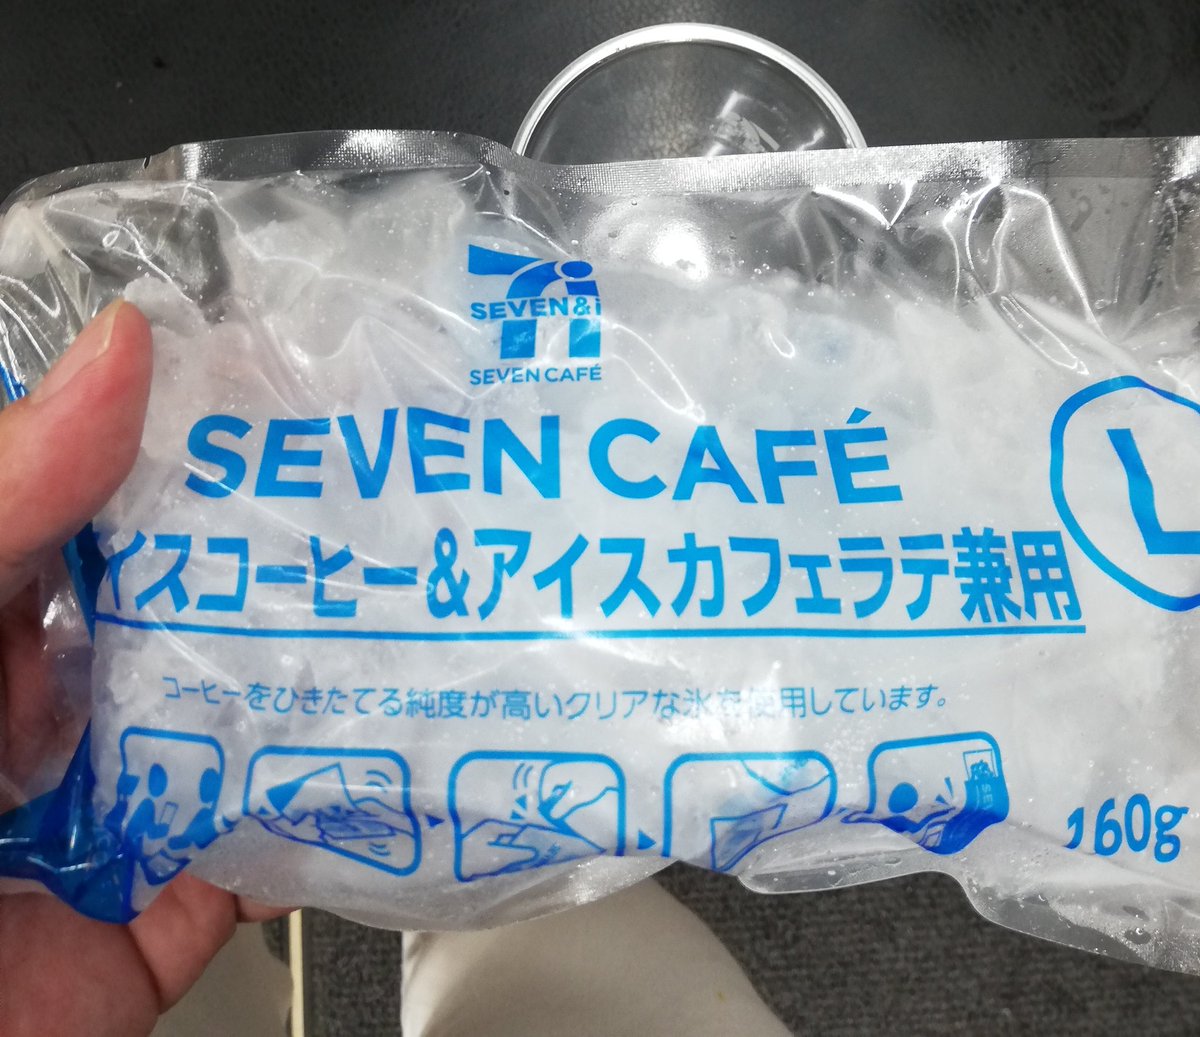 SEVEN&i
SEVEN CAFÉ
SEVEN CAFÉ
L
イスコーヒー&アイスカフェラテ兼用
コーヒーをひきたてる純度が高いクリアな氷を使用しています。
160g